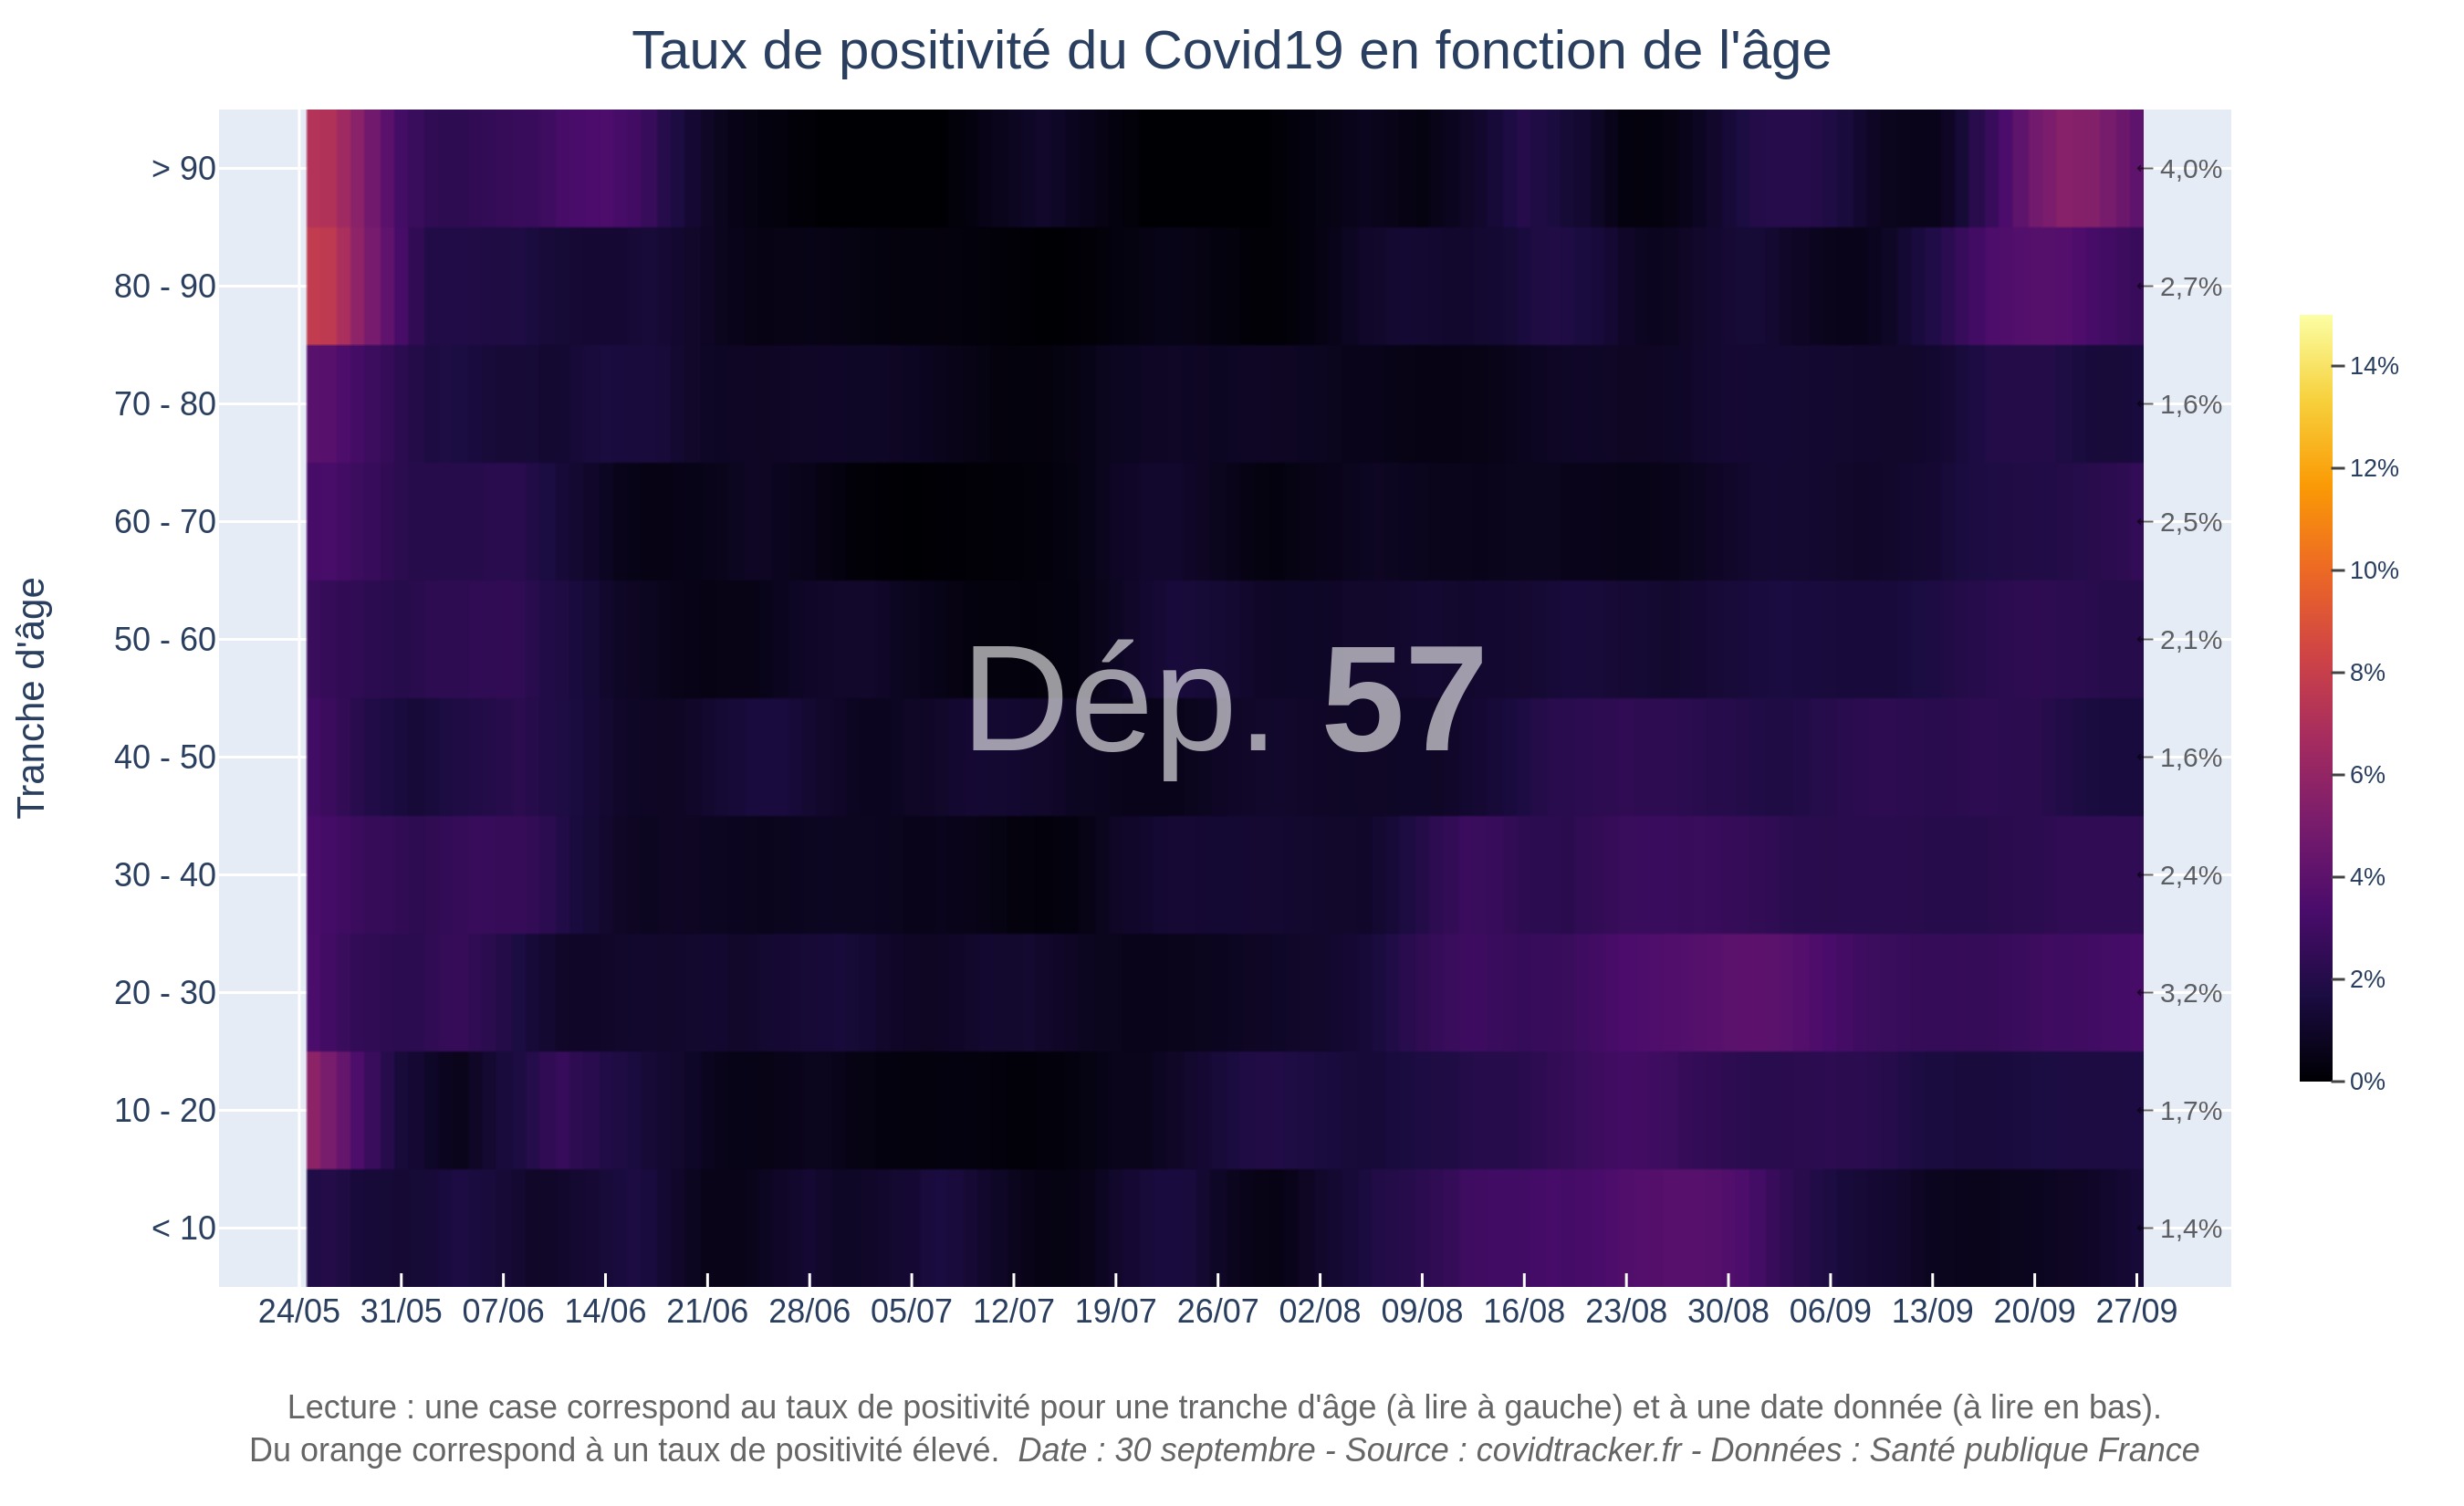 Taux de positivité du Covid19 en fonction de l'âge
Tranche d'âge
> 90
80 - 90
70 - 80
60 - 70
50 - 60
40 - 50
30 - 40
20 - 30
10 - 20
< 10
Dép. 57
4,0%
2,7%
1,6%
2,5%
2,1%
1,6%
2,4%
3,2%
1,7%
1,4%
14%
12%
10%
8%
6%
4%
2%
0%
24/05 31/05 07/06 14/06 21/06 28/06 05/07 12/07 19/07 26/07 02/08 09/08 16/08 23/08 30/08 06/09 13/09 20/09 27/09
Lecture : une case correspond au taux de positivité pour une tranche d'âge (à lire à gauche) et à une date donnée (à lire en bas).
Du orange correspond à un taux de positivité élevé. Date : 30 septembre - Source : covidtracker.fr - Données : Santé publique France